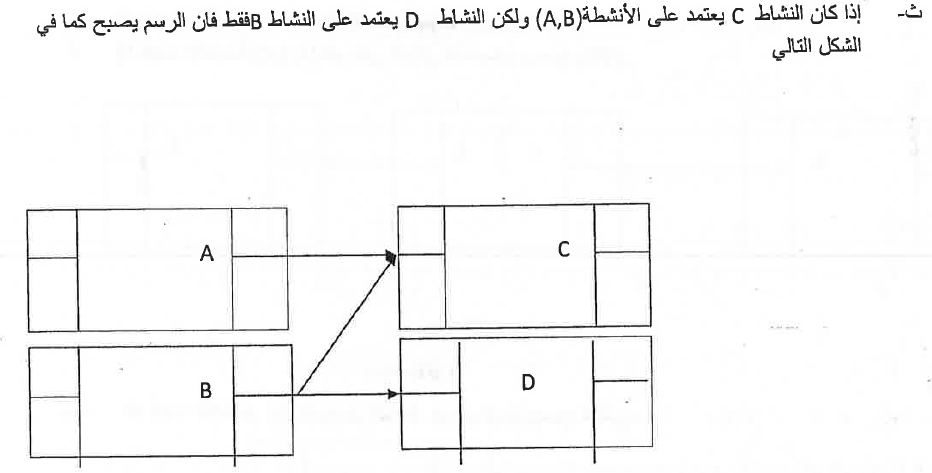 ث- إذا كان النشاط C يعتمد على الأنشطة(A,B) ولكن النشاط D يعتمد على النشاط Bفقط فان الرسم يصبح كما في
الشكل التالي
A
C
B
D